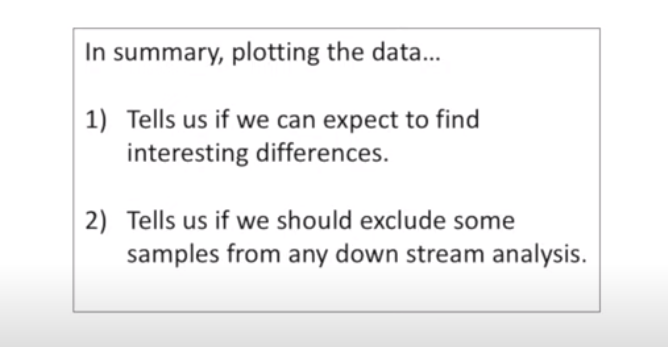 In summary, plotting the data...
1) Tells us if we can expect to find
interesting differences.
2) Tells us if we should exclude some
samples from any down stream analysis.